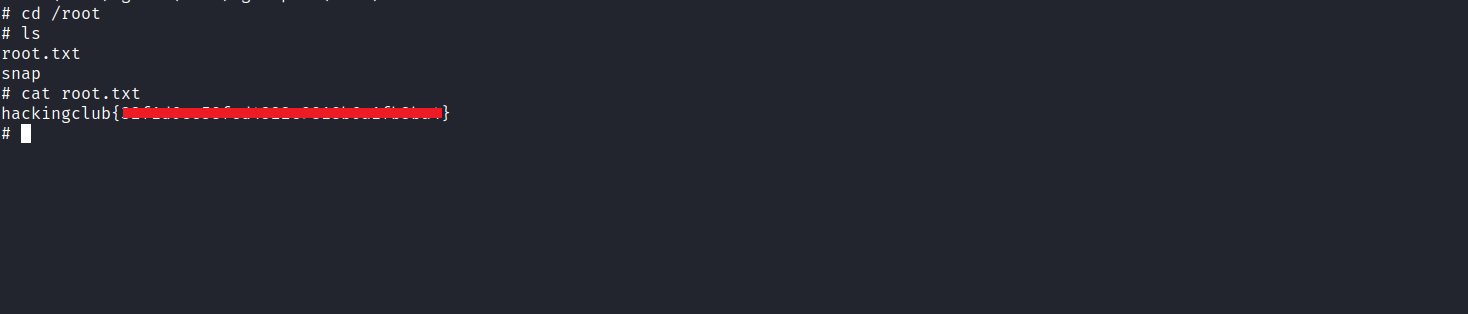 # cd /root
# ls
root.txt
snap
# cat root.txt
hackingclub{ }
#